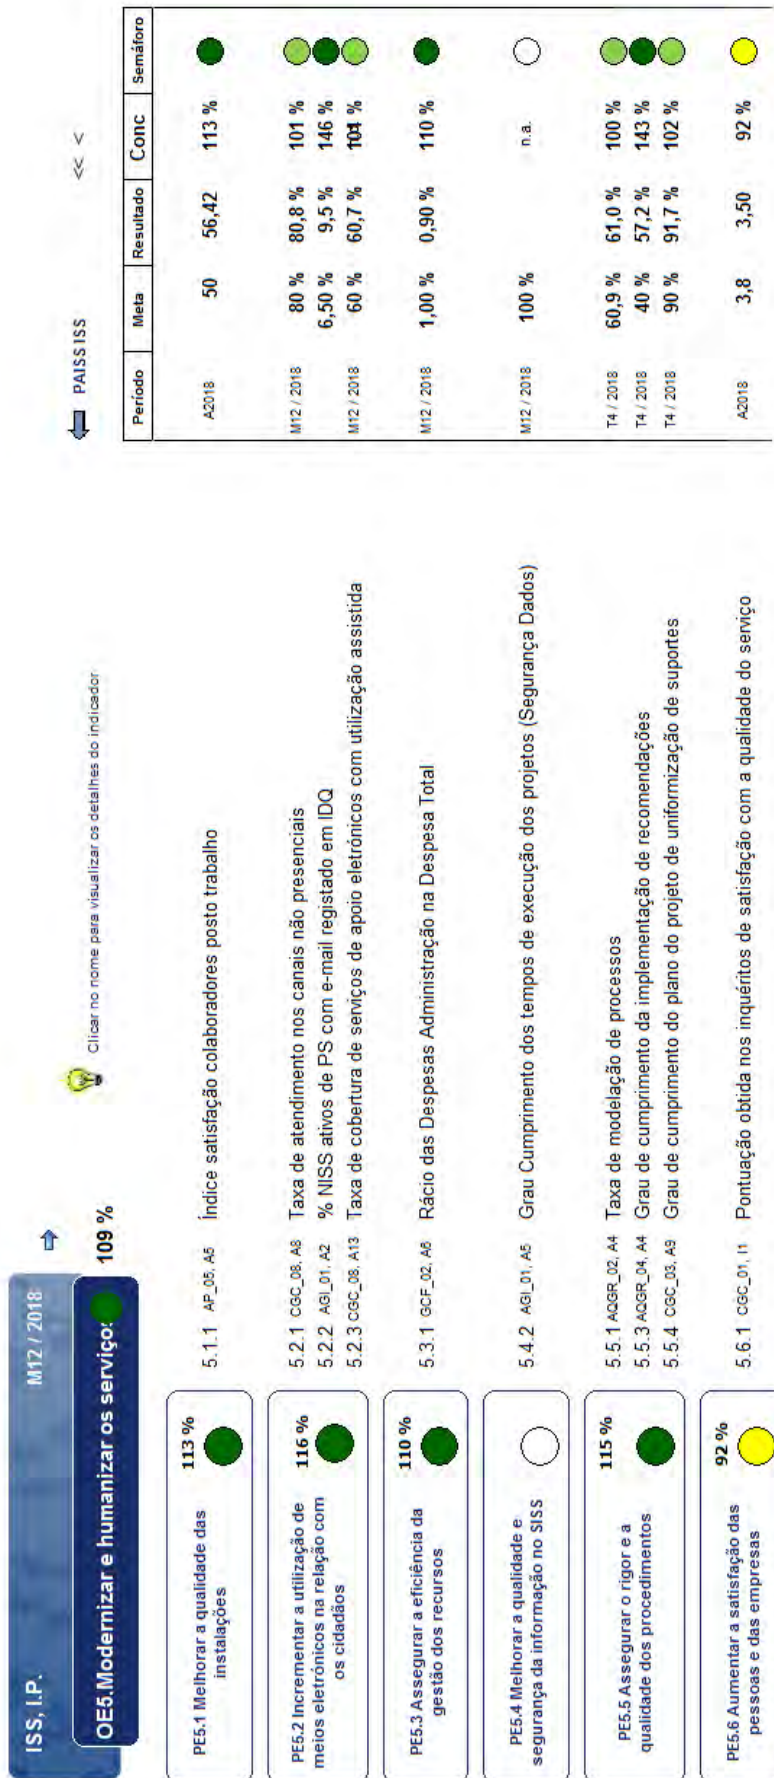 ISS, I.P. M12 / 2018
OE5.Modernizar e humanizar os serviços 109 %
Clicar no nome para visualizar os detalhes do indicador
PAISS ISS << <
Período Meta Resultado Conc Semáforo
PE5.1 Melhorar a qualidade das
instalações
113 %
5.1.1 AP_05, A5 Índice satisfação colaboradores posto trabalho A2018 50 56,42 113 %
PE5.2 Incrementar a utilização de
meios eletrónicos na relação com
os cidadãos
116 %
5.2.1 CGC_08, A8 Taxa de atendimento nos canais não presenciais M12 / 2018 80 % 80,8 % 101 %
5.2.2 AGI_01, A2 % NISS ativos de PS com e-mail registado em IDQ 6,50 % 9,5 % 146 %
5.2.3 CGC_08, A13 Taxa de cobertura de serviços de apoio eletrónicos com utilização assistida M12 / 2018 60 % 60,7 % 101 %
PE5.3 Assegurar a eficiência da
gestão dos recursos
110 %
5.3.1 GCF_02, A6 Rácio das Despesas Administração na Despesa Total M12 / 2018 1,00 % 0,90 % 110 %
PE5.4 Melhorar a qualidade e
segurança da informação no SISS
5.4.2 AGI_01, A5 Grau Cumprimento dos tempos de execução dos projetos (Segurança Dados) M12 / 2018 100 % n.a.
PE5.5 Assegurar o rigor e a
qualidade dos procedimentos
115 %
5.5.1 AQGR_02, A4 Taxa de modelação de processos T4 / 2018 60,9 % 61,0 % 100 %
5.5.3 AQGR_04, A4 Grau de cumprimento da implementação de recomendações T4 / 2018 40 % 57,2 % 143 %
5.5.4 CGC_03, A9 Grau de cumprimento do plano do projeto de uniformização de suportes T4 / 2018 90 % 91,7 % 102 %
PE5.6 Aumentar a satisfação das
pessoas e das empresas
92 %
5.6.1 CGC_01, I1 Pontuação obtida nos inquéritos de satisfação com a qualidade do serviço A2018 3,8 3,50 92 %